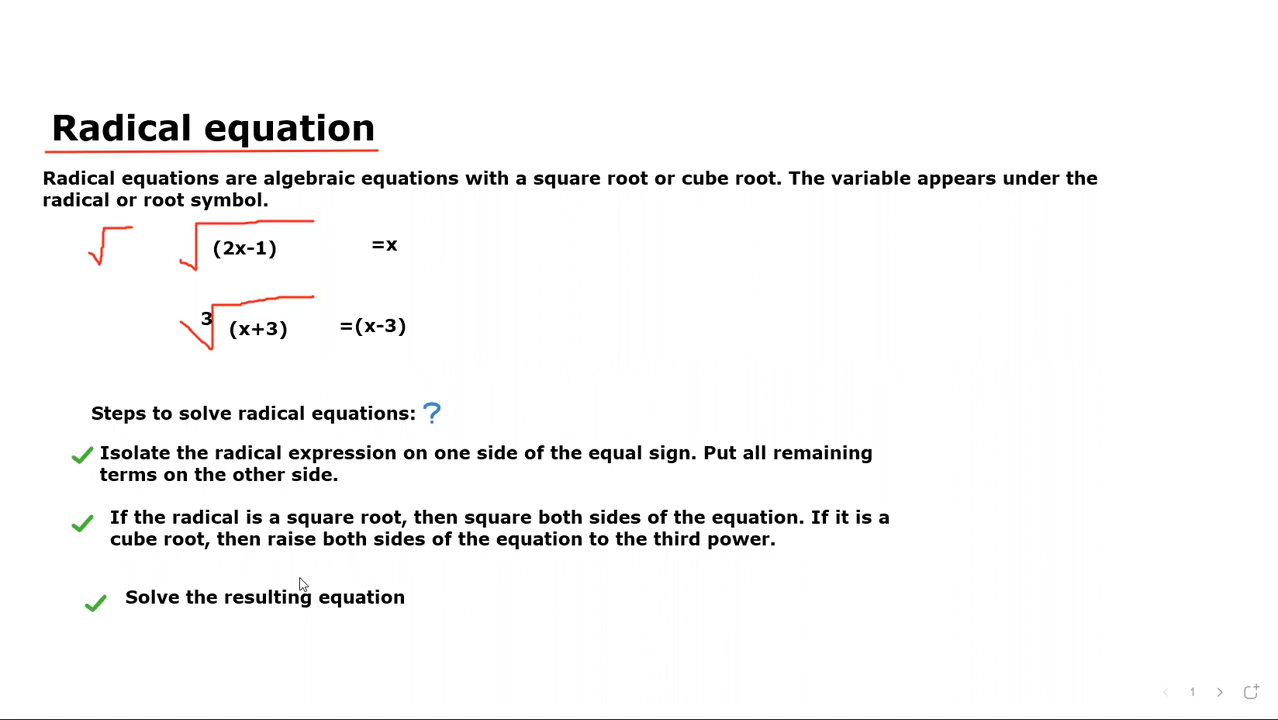 Radical equation
Radical equations are algebraic equations with a square root or cube root. The variable appears under the
radical or root symbol.
√ √(2x-1) =x
3√(x+3) =(x-3)
Steps to solve radical equations: ?
Isolate the radical expression on one side of the equal sign. Put all remaining
terms on the other side.
If the radical is a square root, then square both sides of the equation. If it is a
cube root, then raise both sides of the equation to the third power.
Solve the resulting equation
1